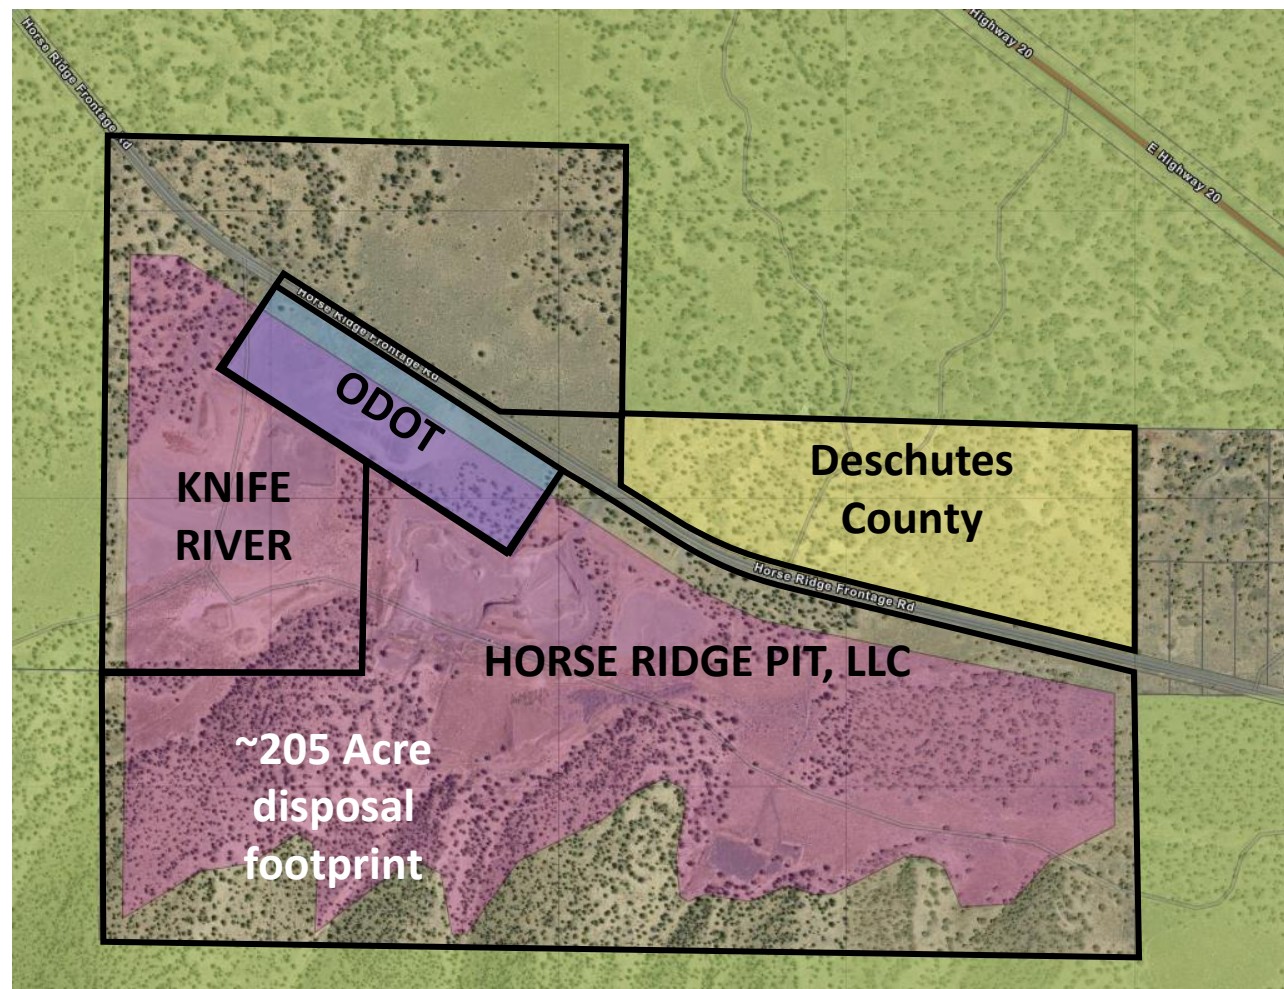 Horse Ridge Frontage Rd
Highway 20
E Highway 20
Horse Ridge Frontage Rd
ODOT
Deschutes
County
KNIFE
RIVER
Horse Ridge Frontage Rd
HORSE RIDGE PIT, LLC
~205 Acre
disposal
footprint